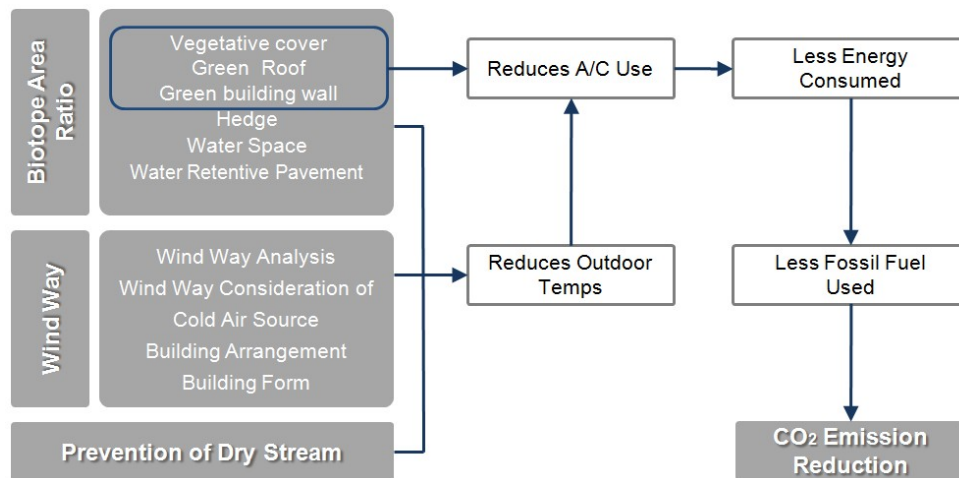 Biotope Area
Ratio
Vegetative cover
Green Roof
Green building wall
Hedge
Water Space
Water Retentive Pavement
Wind Way
Wind Way Analysis
Wind Way Consideration of
Cold Air Source
Building Arrangement
Building Form
Prevention of Dry Stream
Reduces A/C Use
Reduces Outdoor
Temps
Less Energy
Consumed
Less Fossil Fuel
Used
CO₂ Emission
Reduction